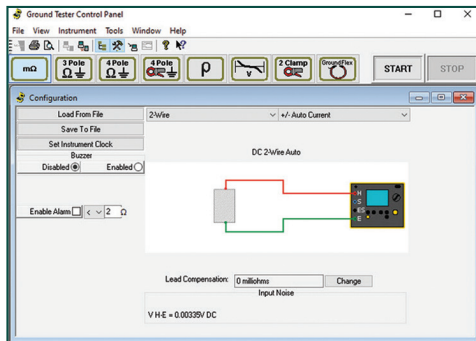 Ground Tester Control Panel
File View Instrument Tools Window Help
mΩ 3 Pole Ω 4 Pole Ω 4 Pole Ω ρ V 2 Clamp GroundFlex START STOP
Configuration
Load From File 2-Wire +/- Auto Current
Save To File
Set Instrument Clock
Buzzer
Disabled Enabled
DC 2-Wire Auto
H
S
ES
E
Enable Alarm < 2 Ω
Lead Compensation: 0 milliohms Change
Input Noise
V H-E = 0.00335V DC